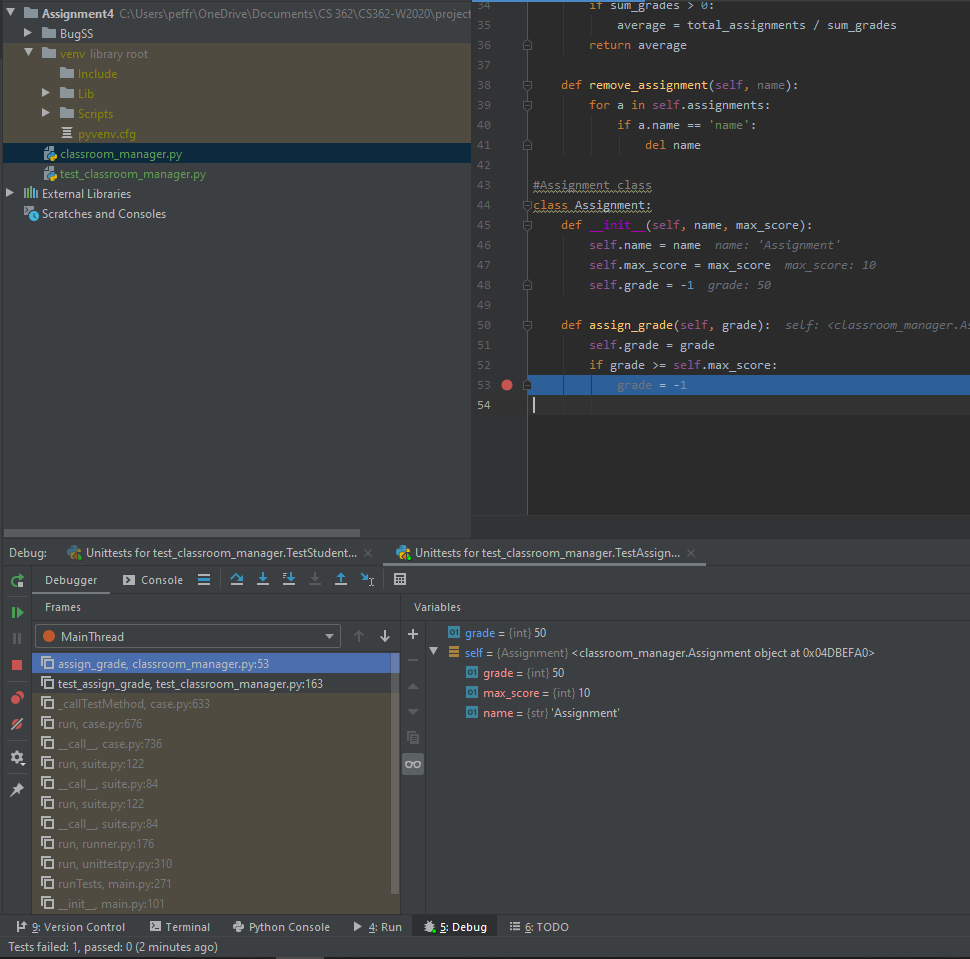 Assignment4 C:\Users\peffr\OneDrive\Documents\CS 362\CS362-W2020\project
BugSS
venv library root
Include
Lib
Scripts
pyvenv.cfg
classroom_manager.py
test_classroom_manager.py
External Libraries
Scratches and Consoles
34 if sum_grades > 0:
35 average = total_assignments / sum_grades
36 return average
37
38 def remove_assignment(self, name):
39 for a in self.assignments:
40 if a.name == 'name':
41 del name
42
43 #Assignment class
44 class Assignment:
45 def __init__(self, name, max_score):
46 self.name = name name: 'Assignment'
47 self.max_score = max_score max_score: 10
48 self.grade = -1 grade: 50
49
50 def assign_grade(self, grade): self: <classroom_manager.As
51 self.grade = grade
52 if grade >= self.max_score:
53 grade = -1
54
Debug: Unittests for test_classroom_manager.TestStudent... × Unittests for test_classroom_manager.TestAssign... ×
Debugger Console
Frames
MainThread
assign_grade, classroom_manager.py:53
test_assign_grade, test_classroom_manager.py:163
_callTestMethod, case.py:633
run, case.py:676
__call__, case.py:736
run, suite.py:122
__call__, suite.py:84
run, suite.py:122
__call__, suite.py:84
run, runner.py:176
run, unittestpy.py:310
runTests, main.py:271
__init__, main.py:101
Variables
01 grade = {int} 50
self = {Assignment} <classroom_manager.Assignment object at 0x04DBEFA0>
01 grade = {int} 50
01 max_score = {int} 10
01 name = {str} 'Assignment'
9: Version Control Terminal Python Console 4: Run 5: Debug 6: TODO
Tests failed: 1, passed: 0 (2 minutes ago)